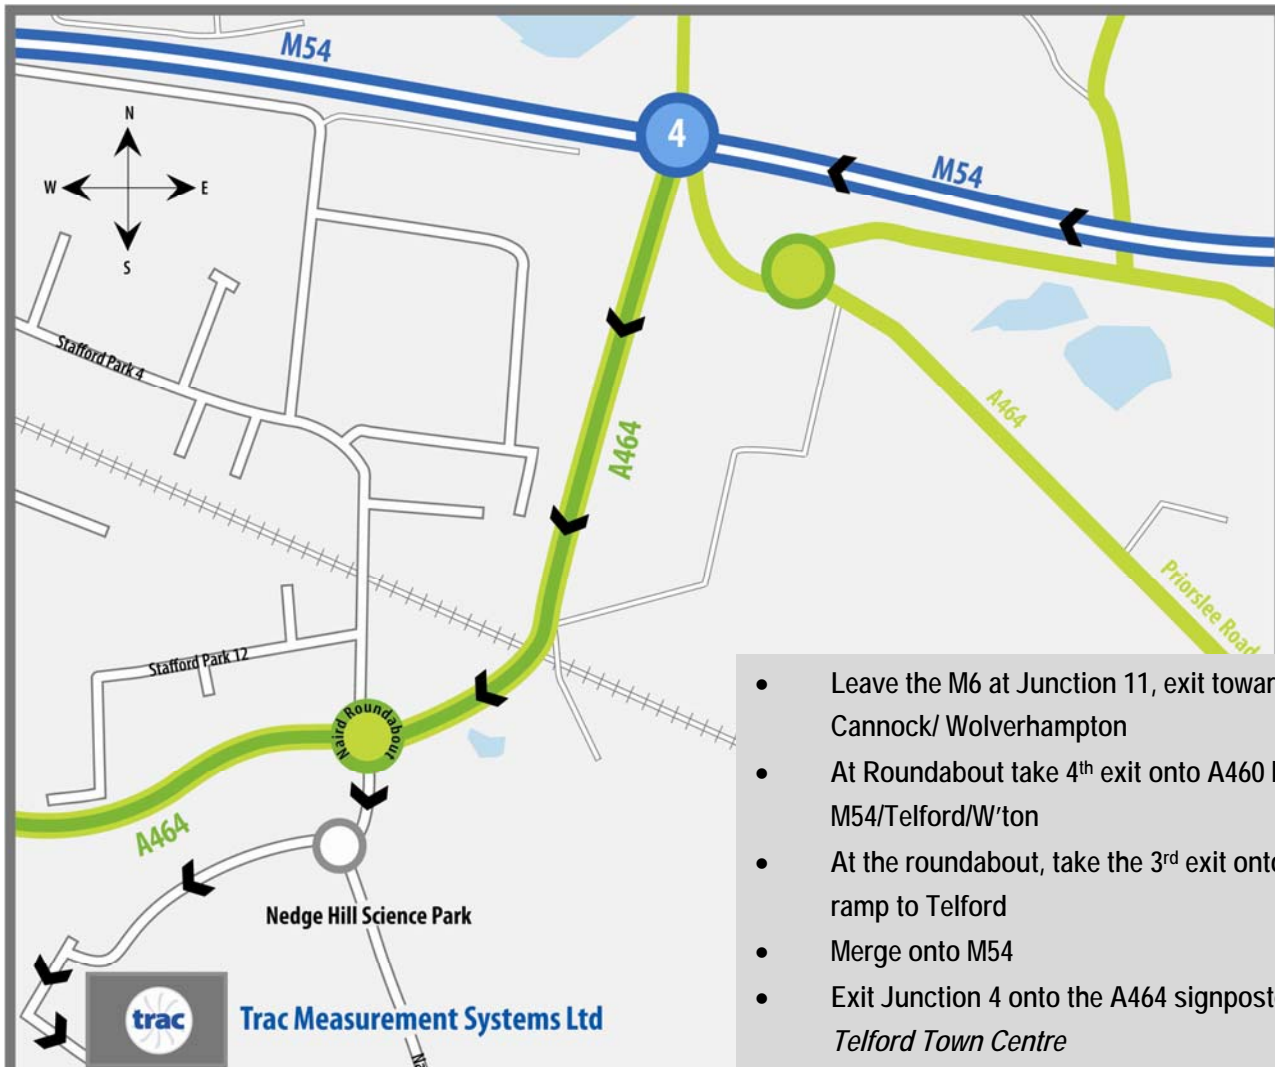 M54
4
M54
N
W
E
S
Stafford Park 4
A464
A464
Priorslee Road
Stafford Park 12
Naird Roundabout
A464
Nedge Hill Science Park
trac
Trac Measurement Systems Ltd
• Leave the M6 at Junction 11, exit
Cannock/ Wolverhampton
• At Roundabout take 4th exit onto A460
M54/Telford/W'ton
• At the roundabout, take the 3rd exit
ramp to Telford
• Merge onto M54
• Exit Junction 4 onto the A464
Telford Town Centre